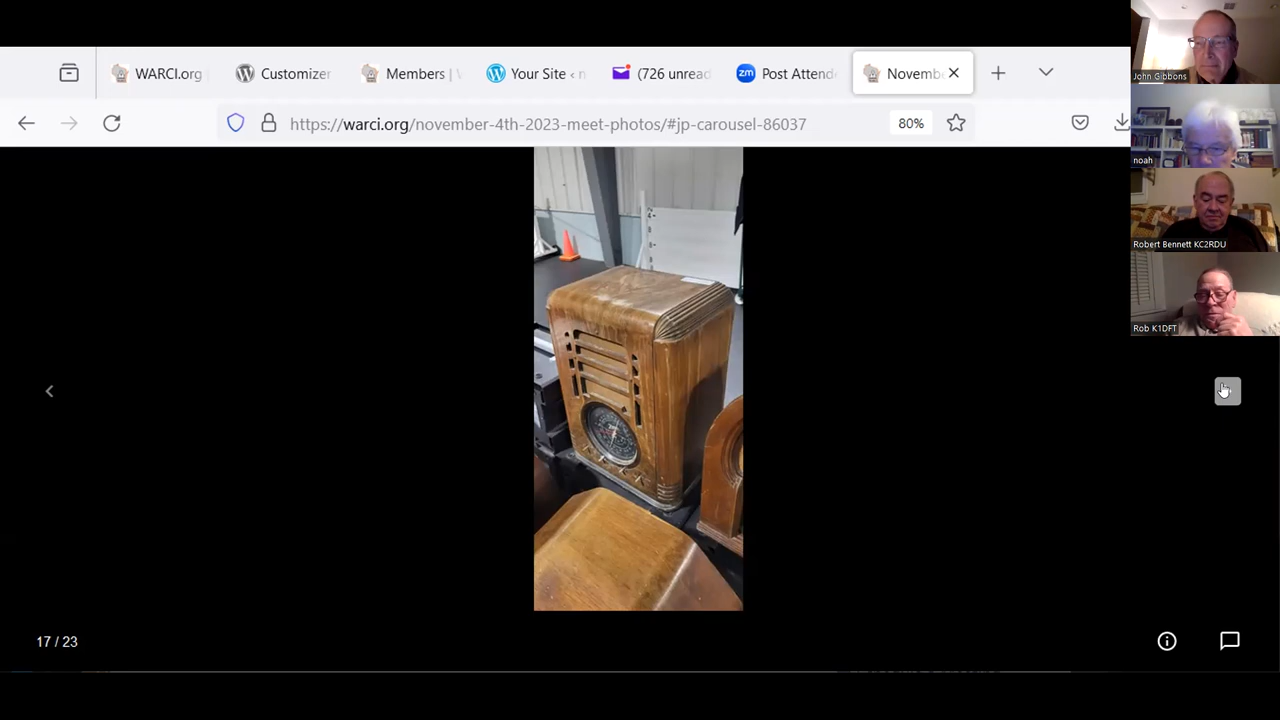 WARCI.org
Customizer
Members | W
Your Site ‹ n
(726 unread
Post Attend
Novembe
https://warci.org/november-4th-2023-meet-photos/#jp-carousel-86037
80%
John Gibbons
noah
Robert Bennett KC2RDU
Rob K1DFT
17 / 23